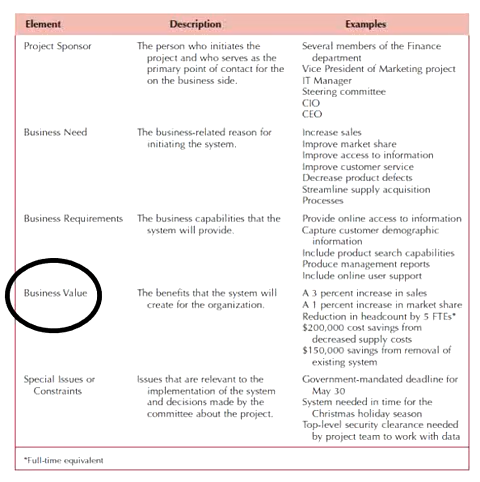 Element Description Examples
Project Sponsor The person who initiates the Several members of the Finance
project and who serves as the department
primary point of contact for the Vice President of Marketing project
on the business side. IT Manager
Steering committee
CIO
CEO
Business Need The business-related reason for Increase sales
initiating the system. Improve market share
Improve access to information
Improve customer service
Decrease product defects
Streamline supply acquisition
Processes
Business Requirements The business capabilities that the Provide online access to information
system will provide. Capture customer demographic
information
Include product search capabilities
Produce management reports
Include online user support
Business Value The benefits that the system will A 3 percent increase in sales
create for the organization. A 1 percent increase in market share
Reduction in headcount by 5 FTEs*
$200,000 cost savings from
decreased supply costs
$150,000 savings from removal of
existing system
Special Issues or Issues that are relevant to the Government-mandated deadline for
Constraints implementation of the system May 30
and decisions made by the System needed in time for the
committee about the project. Christmas holiday season
Top-level security clearance needed
by project team to work with data
*Full-time equivalent